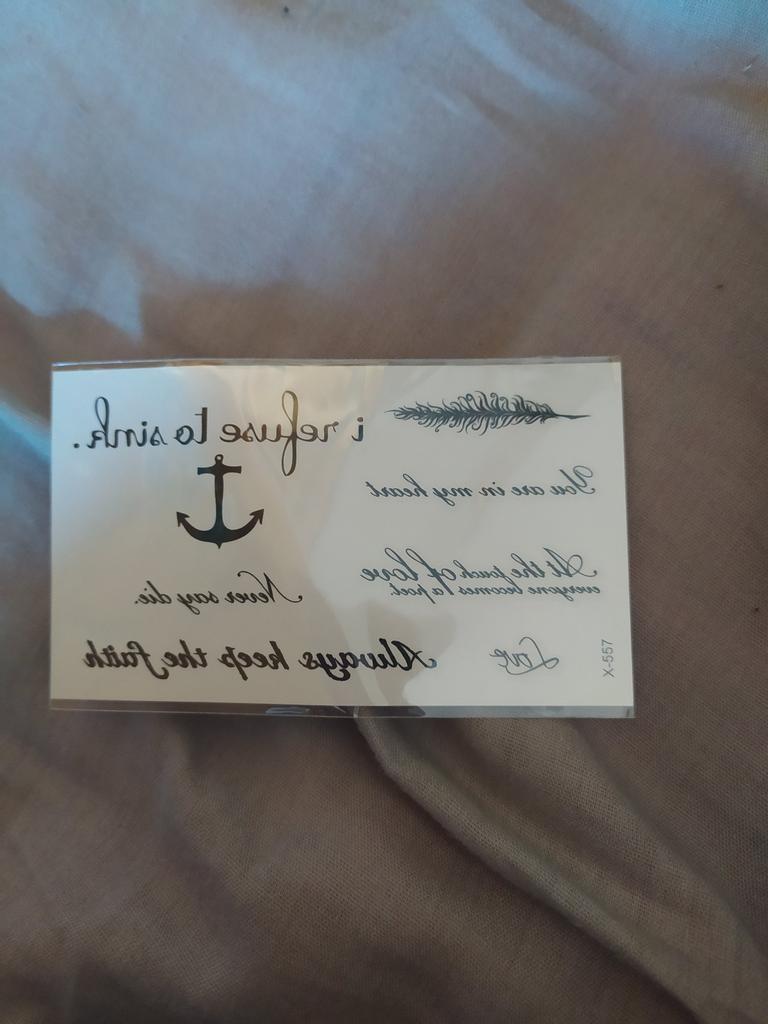 i refuse to sink.
You are in my heart
Never say die.
At the touch of love
everyone becomes a poet
Always keep the faith
Love
X-557